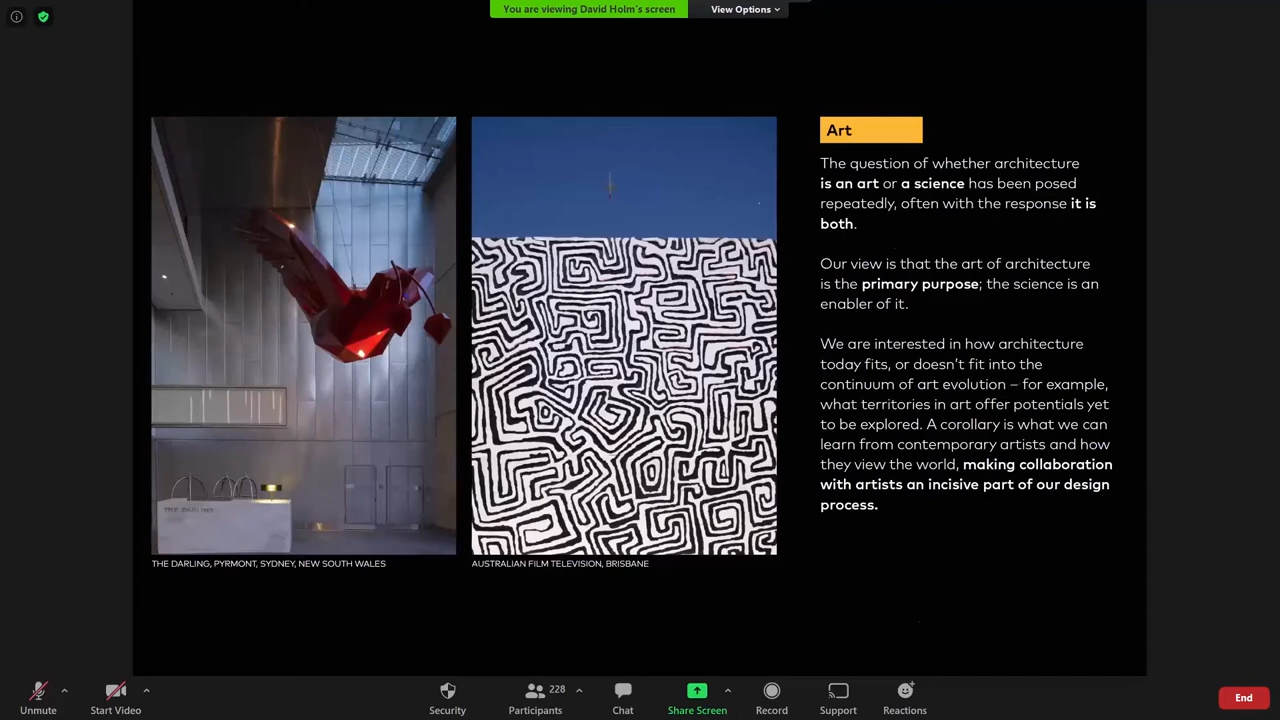 You are viewing David Holm's screen
View Options
Art
The question of whether architecture
is an art or a science has been posed
repeatedly, often with the response it is
both.
Our view is that the art of architecture
is the primary purpose; the science is an
enabler of it.
We are interested in how architecture
today fits, or doesn't fit into the
continuum of art evolution – for example,
what territories in art offer potentials yet
to be explored. A corollary is what we can
learn from contemporary artists and how
they view the world, making collaboration
with artists an incisive part of our design
process.
THE DARLING
THE DARLING, PYRMONT, SYDNEY, NEW SOUTH WALES
AUSTRALIAN FILM TELEVISION, BRISBANE
Unmute
Start Video
Security
228
Participants
Chat
Share Screen
Record
Support
Reactions
End